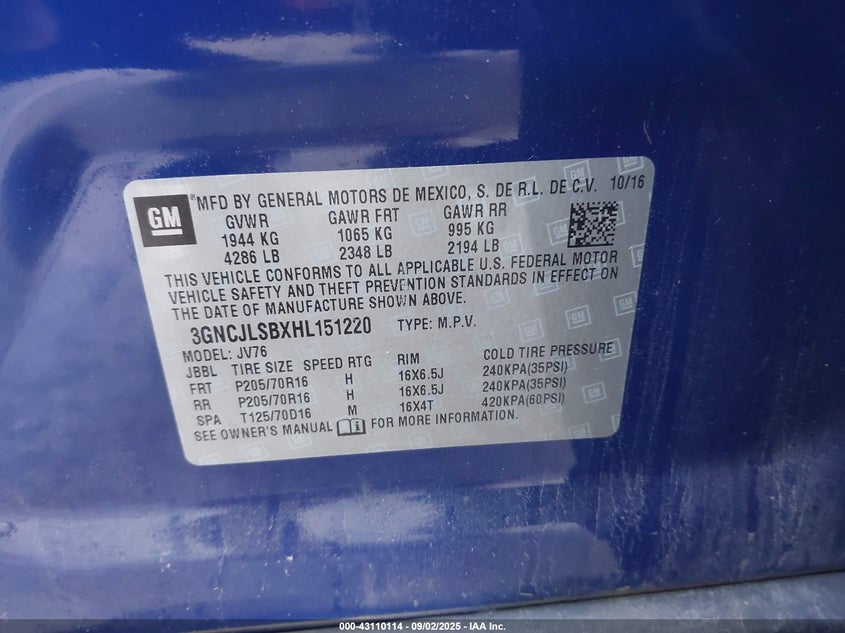 GM
MFD BY GENERAL MOTORS DE MEXICO, S. DE R.L. DE C.V. 10/16
GVWR GAWR FRT GAWR RR
1944 KG 1065 KG 995 KG
4286 LB 2348 LB 2194 LB
THIS VEHICLE CONFORMS TO ALL APPLICABLE U.S. FEDERAL MOTOR
VEHICLE SAFETY AND THEFT PREVENTION STANDARDS IN EFFECT ON
THE DATE OF MANUFACTURE SHOWN ABOVE.
3GNCJLSBXHL151220 TYPE: M.P.V.
MODEL: JV76
JBBL TIRE SIZE SPEED RTG RIM COLD TIRE PRESSURE
FRT P205/70R16 H 16X6.5J 240KPA(35PSI)
RR P205/70R16 H 16X6.5J 240KPA(35PSI)
SPA T125/70D16 M 16X4T 420KPA(60PSI)
SEE OWNER'S MANUAL FOR MORE INFORMATION.
000-43110114 - 09/02/2025 - IAA Inc.